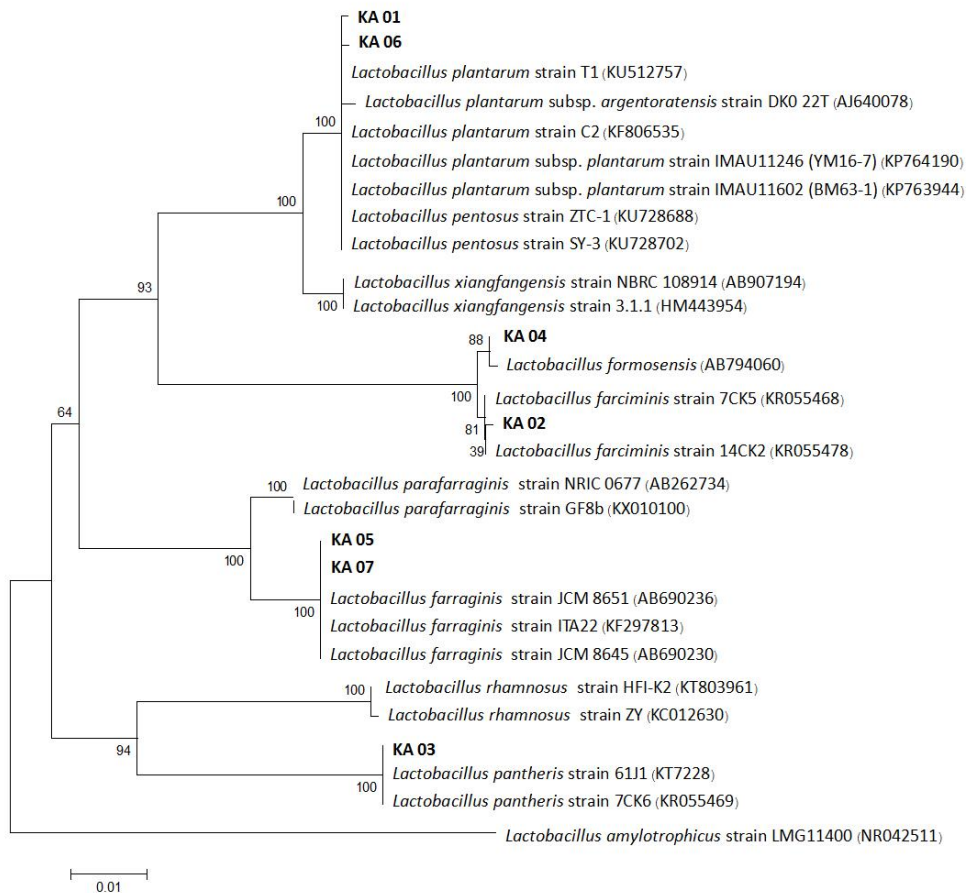 KA 01
KA 06
Lactobacillus plantarum strain T1 (KU512757)
Lactobacillus plantarum subsp. argentoratensis strain DK0 22T (AJ640078)
100
Lactobacillus plantarum strain C2 (KF806535)
Lactobacillus plantarum subsp. plantarum strain IMAU11246 (YM16-7) (KP764190)
Lactobacillus plantarum subsp. plantarum strain IMAU11602 (BM63-1) (KP763944)
100
Lactobacillus pentosus strain ZTC-1 (KU728688)
Lactobacillus pentosus strain SY-3 (KU728702)
93
Lactobacillus xiangfangensis strain NBRC 108914 (AB907194)
100
Lactobacillus xiangfangensis strain 3.1.1 (HM443954)
88
KA 04
Lactobacillus formosensis (AB794060)
100
Lactobacillus farciminis strain 7CK5 (KR055468)
64
81
KA 02
39
Lactobacillus farciminis strain 14CK2 (KR055478)
100
Lactobacillus parafarraginis strain NRIC 0677 (AB262734)
Lactobacillus parafarraginis strain GF8b (KX010100)
KA 05
100
KA 07
Lactobacillus farraginis strain JCM 8651 (AB690236)
100
Lactobacillus farraginis strain ITA22 (KF297813)
Lactobacillus farraginis strain JCM 8645 (AB690230)
100
Lactobacillus rhamnosus strain HFI-K2 (KT803961)
Lactobacillus rhamnosus strain ZY (KC012630)
94
KA 03
Lactobacillus pantheris strain 61J1 (KT7228)
100
Lactobacillus pantheris strain 7CK6 (KR055469)
Lactobacillus amylotrophicus strain LMG11400 (NR042511)
0.01